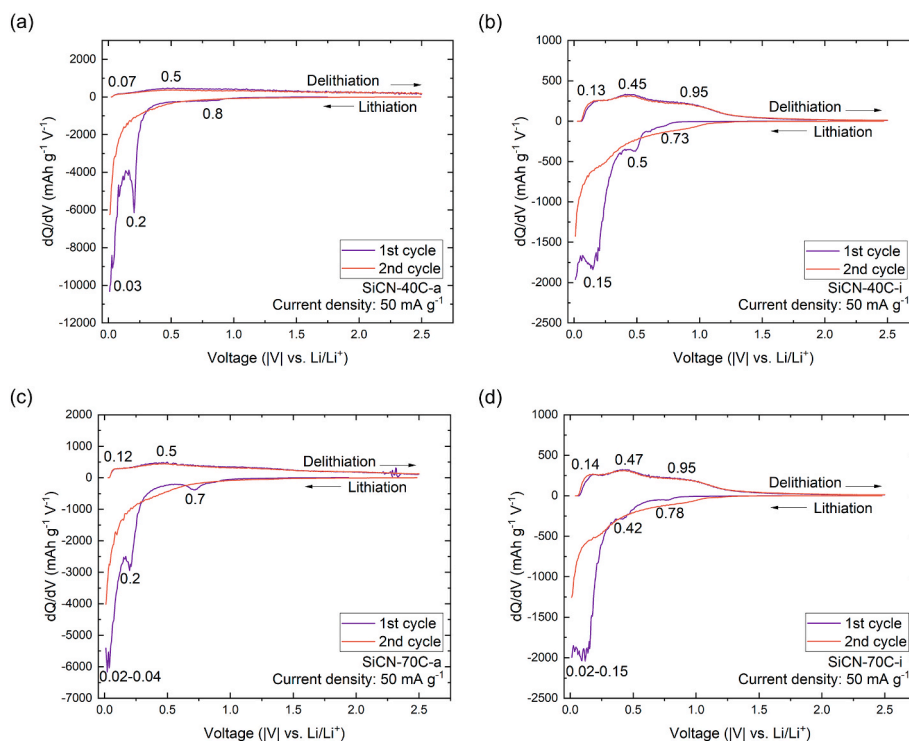 (a)
2000
0
-2000
-4000
-6000
-8000
-10000
-12000
dQ/dV (mAh g⁻¹ V⁻¹)
0.07
0.5
Delithiation
Lithiation
0.8
0.2
0.03
1st cycle
2nd cycle
SiCN-40C-a
Current density: 50 mA g⁻¹
0.0 0.5 1.0 1.5 2.0 2.5
Voltage (|V| vs. Li/Li⁺)
(b)
1000
500
0
-500
-1000
-1500
-2000
-2500
dQ/dV (mAh g⁻¹ V⁻¹)
0.13
0.45
0.95
Delithiation
Lithiation
0.73
0.5
0.15
1st cycle
2nd cycle
SiCN-40C-i
Current density: 50 mA g⁻¹
0.0 0.5 1.0 1.5 2.0 2.5
Voltage (|V| vs. Li/Li⁺)
(c)
2000
1000
0
-1000
-2000
-3000
-4000
-5000
-6000
-7000
dQ/dV (mAh g⁻¹ V⁻¹)
0.12
0.5
Delithiation
Lithiation
0.7
0.2
0.02-0.04
1st cycle
2nd cycle
SiCN-70C-a
Current density: 50 mA g⁻¹
0.0 0.5 1.0 1.5 2.0 2.5
Voltage (|V| vs. Li/Li⁺)
(d)
1000
500
0
-500
-1000
-1500
-2000
-2500
dQ/dV (mAh g⁻¹ V⁻¹)
0.14
0.47
0.95
Delithiation
Lithiation
0.78
0.42
0.02-0.15
1st cycle
2nd cycle
SiCN-70C-i
Current density: 50 mA g⁻¹
0.0 0.5 1.0 1.5 2.0 2.5
Voltage (|V| vs. Li/Li⁺)